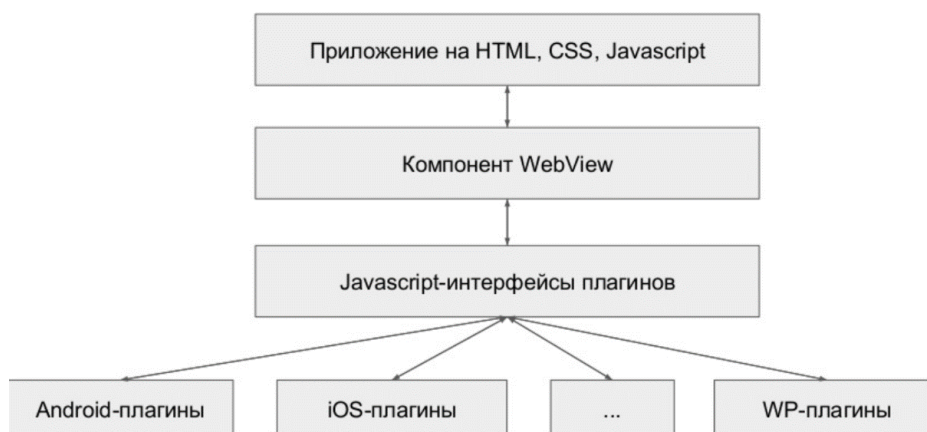 Приложение на HTML, CSS, Javascript
Компонент WebView
Javascript-интерфейсы плагинов
Android-плагины
iOS-плагины
...
WP-плагины